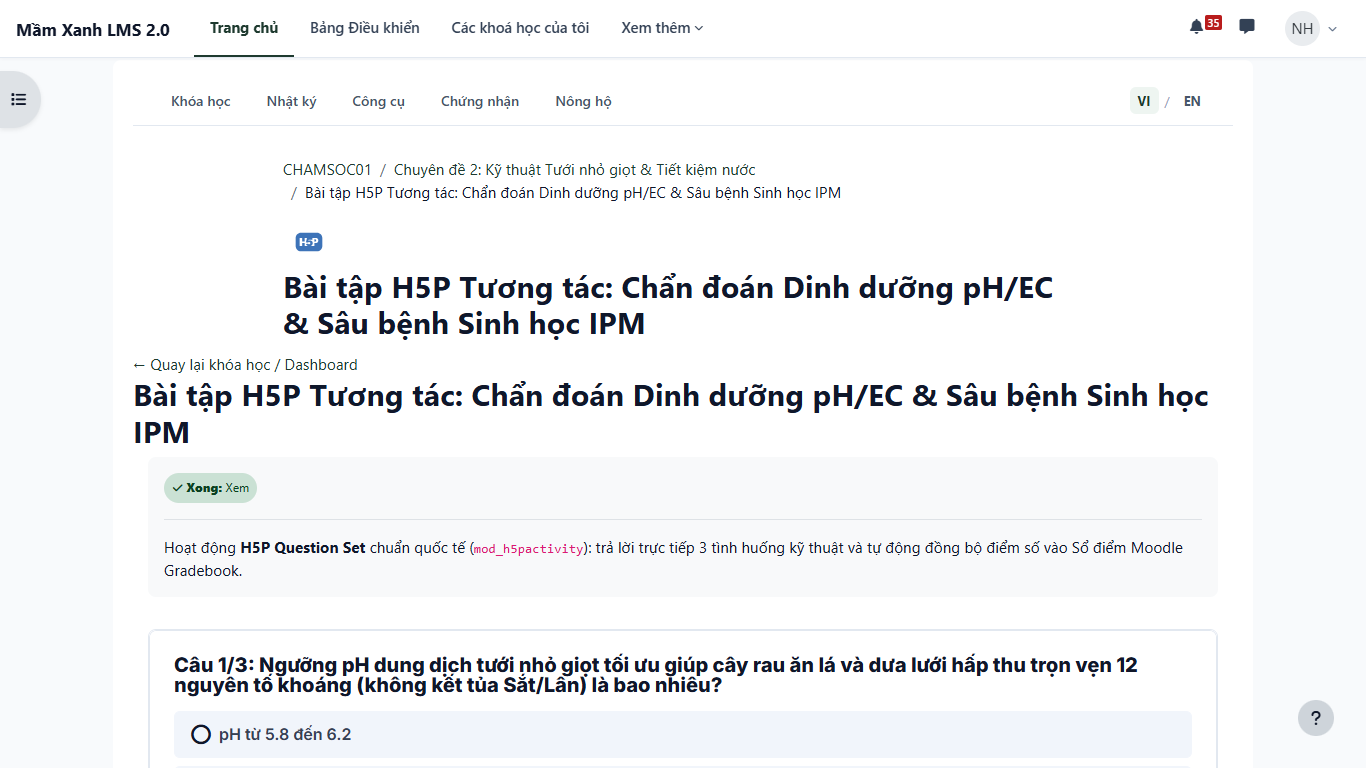 Mầm Xanh LMS 2.0
Trang chủ
Bảng Điều khiển
Các khoá học của tôi
Xem thêm
35
NH
Khóa học
Nhật ký
Công cụ
Chứng nhận
Nông hộ
VI / EN
CHAMSOC01 / Chuyên đề 2: Kỹ thuật Tưới nhỏ giọt & Tiết kiệm nước
/ Bài tập H5P Tương tác: Chẩn đoán Dinh dưỡng pH/EC & Sâu bệnh Sinh học IPM
H-P
Bài tập H5P Tương tác: Chẩn đoán Dinh dưỡng pH/EC
& Sâu bệnh Sinh học IPM
← Quay lại khóa học / Dashboard
Bài tập H5P Tương tác: Chẩn đoán Dinh dưỡng pH/EC & Sâu bệnh Sinh học
IPM
Xong: Xem
Hoạt động H5P Question Set chuẩn quốc tế (mod_h5pactivity): trả lời trực tiếp 3 tình huống kỹ thuật và tự động đồng bộ điểm số vào Sổ điểm Moodle
Gradebook.
Câu 1/3: Ngưỡng pH dung dịch tưới nhỏ giọt tối ưu giúp cây rau ăn lá và dưa lưới hấp thu trọn vẹn 12
nguyên tố khoáng (không kết tủa Sắt/Lân) là bao nhiêu?
pH từ 5.8 đến 6.2
?